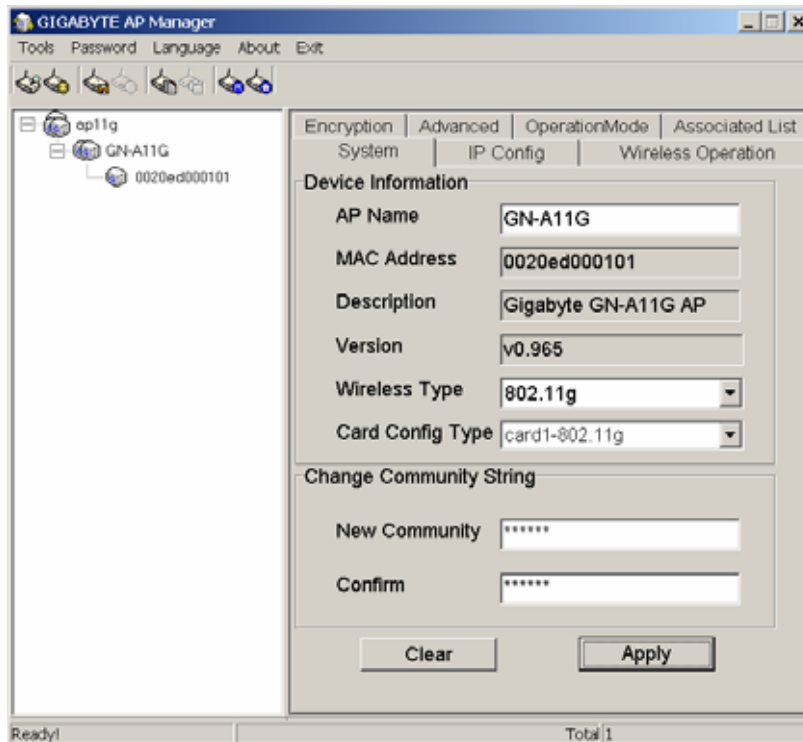 GIGABYTE AP Manager
Tools Password Language About Exit
ap11g
GN-A11G
0020ed000101
Encryption Advanced OperationMode Associated List
System IP Config Wireless Operation
Device Information
AP Name GN-A11G
MAC Address 0020ed000101
Description Gigabyte GN-A11G AP
Version v0.965
Wireless Type 802.11g
Card Config Type card1-802.11g
Change Community String
New Community ******
Confirm ******
Clear Apply
Ready! Total 1